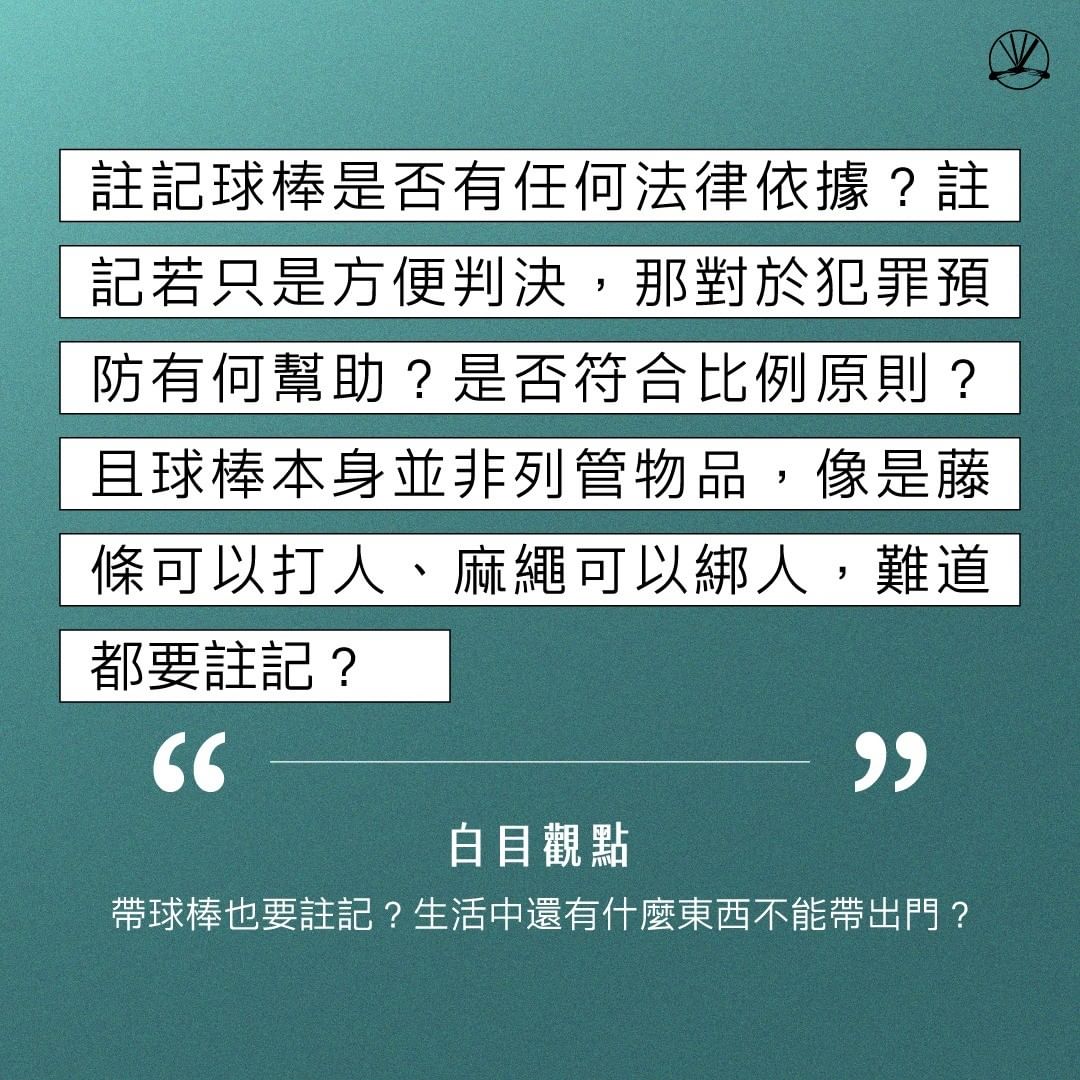 註記球棒是否有任何法律依據？註
記若只是方便判決，那對於犯罪預
防有何幫助？是否符合比例原則？
且球棒本身並非列管物品，像是藤
條可以打人、麻繩可以綁人，難道
都要註記？
“ ”
白目觀點
帶球棒也要註記？生活中還有什麼東西不能帶出門？